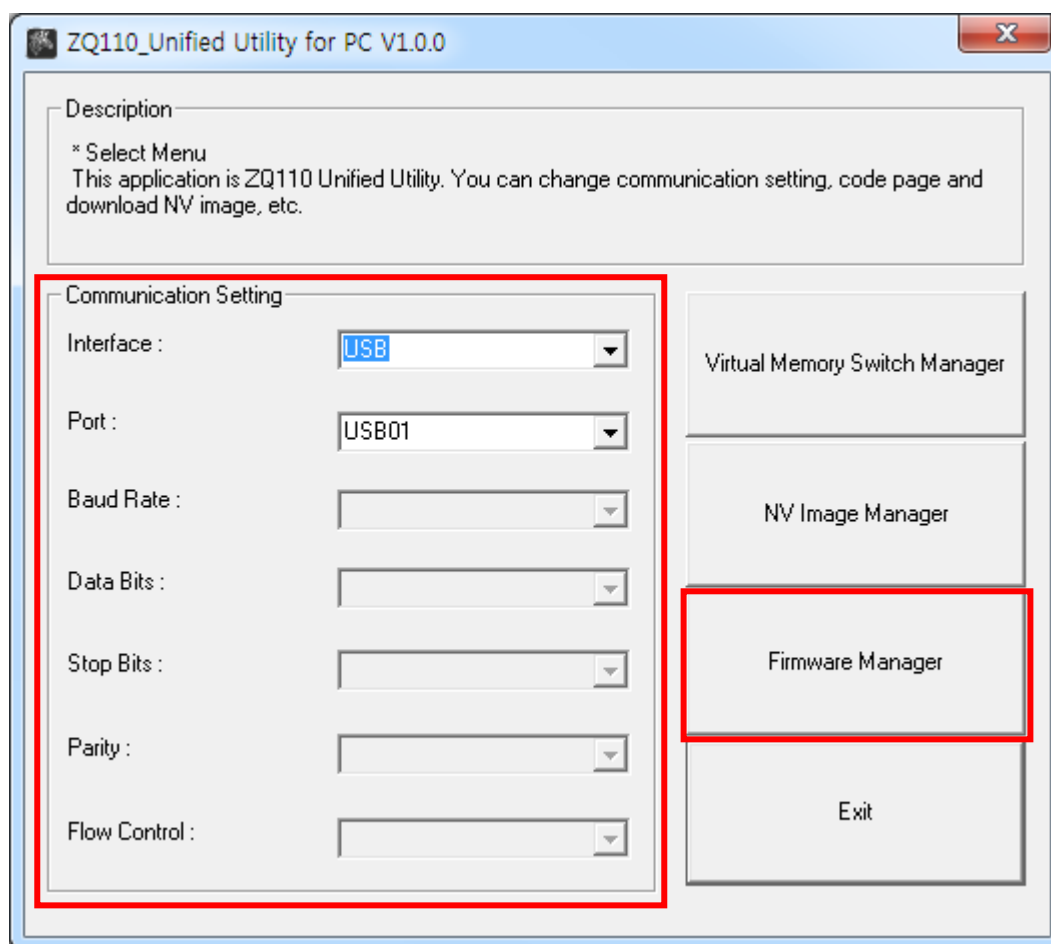 ZQ110_Unified Utility for PC V1.0.0
Description
* Select Menu
This application is ZQ110 Unified Utility. You can change communication setting, code page and
download NV image, etc.
Communication Setting
Interface :
USB
Port :
USB01
Baud Rate :
Data Bits :
Stop Bits :
Parity :
Flow Control :
Virtual Memory Switch Manager
NV Image Manager
Firmware Manager
Exit